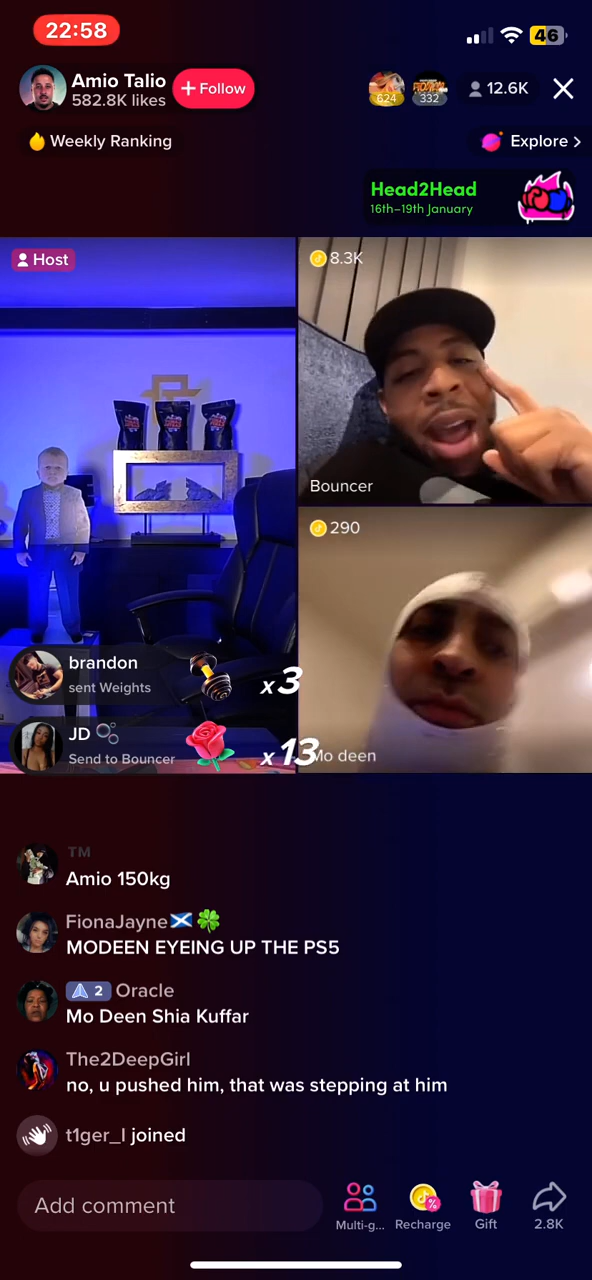 22:58
46
Amio Talio
582.8K likes
+ Follow
624
332
12.6K
Weekly Ranking
Explore >
Head2Head
16th–19th January
Host
8.3K
Bouncer
290
brandon
sent Weights
x3
JD
Send to Bouncer
x13
Mo deen
TM
Amio 150kg
FionaJayne🏴󠁧󠁢󠁳󠁣󠁴󠁿🍀
MODEEN EYEING UP THE PS5
2 Oracle
Mo Deen Shia Kuffar
The2DeepGirl
no, u pushed him, that was stepping at him
t1ger_l joined
Add comment
Multi-g...
Recharge
Gift
2.8K